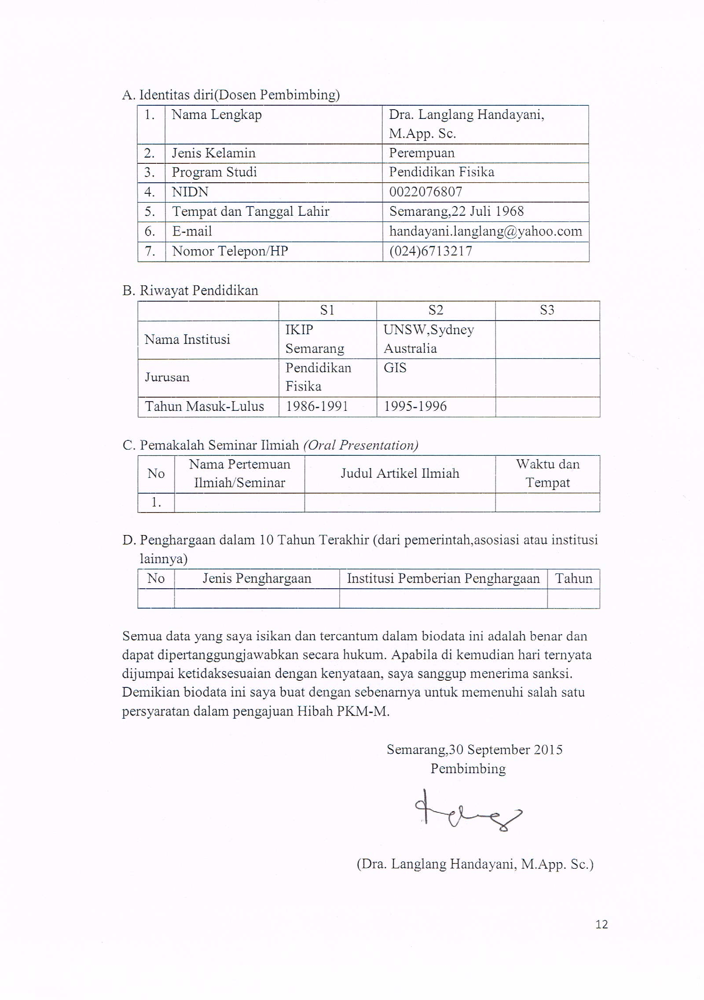 A. Identitas diri(Dosen Pembimbing)
1. Nama Lengkap Dra. Langlang Handayani,
M.App. Sc.
2. Jenis Kelamin Perempuan
3. Program Studi Pendidikan Fisika
4. NIDN 0022076807
5. Tempat dan Tanggal Lahir Semarang,22 Juli 1968
6. E-mail handayani.langlang@yahoo.com
7. Nomor Telepon/HP (024)6713217
B. Riwayat Pendidikan
S1 S2 S3
Nama Institusi IKIP Semarang UNSW,Sydney Australia
Jurusan Pendidikan Fisika GIS
Tahun Masuk-Lulus 1986-1991 1995-1996
C. Pemakalah Seminar Ilmiah (Oral Presentation)
No Nama Pertemuan Ilmiah/Seminar Judul Artikel Ilmiah Waktu dan Tempat
1.
D. Penghargaan dalam 10 Tahun Terakhir (dari pemerintah,asosiasi atau institusi
lainnya)
No Jenis Penghargaan Institusi Pemberian Penghargaan Tahun
Semua data yang saya isikan dan tercantum dalam biodata ini adalah benar dan
dapat dipertanggungjawabkan secara hukum. Apabila di kemudian hari ternyata
dijumpai ketidaksesuaian dengan kenyataan, saya sanggup menerima sanksi.
Demikian biodata ini saya buat dengan sebenarnya untuk memenuhi salah satu
persyaratan dalam pengajuan Hibah PKM-M.
Semarang,30 September 2015
Pembimbing
(Dra. Langlang Handayani, M.App. Sc.)
12